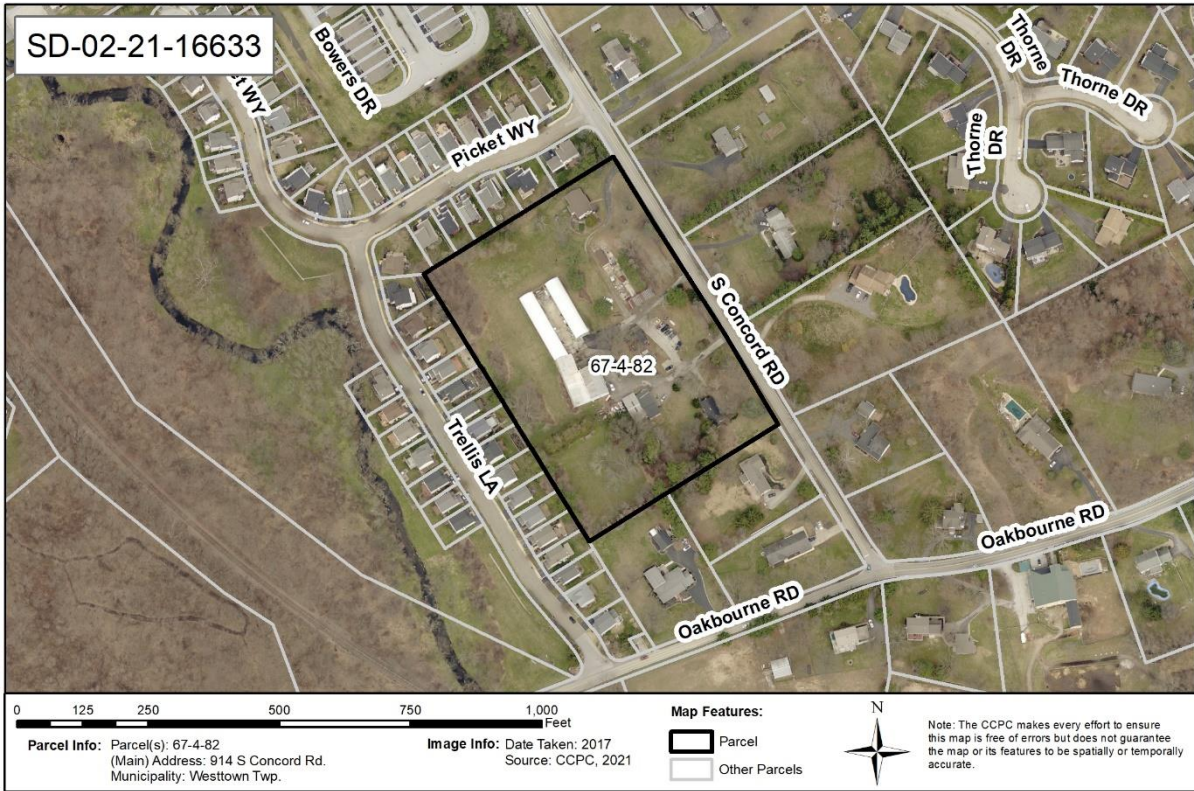 SD-02-21-16633
et WY
Bowers DR
Picket WY
Thorne DR
Thorne DR
Thorne DR
S Concord RD
67-4-82
Trellis LA
Oakbourne RD
Oakbourne RD
0 125 250 500 750 1,000
Feet
Parcel Info: Parcel(s): 67-4-82
(Main) Address: 914 S Concord Rd.
Municipality: Westtown Twp.
Image Info: Date Taken: 2017
Source: CCPC, 2021
Map Features:
Parcel
Other Parcels
N
Note: The CCPC makes every effort to ensure
this map is free of errors but does not guarantee
the map or its features to be spatially or temporally
accurate.